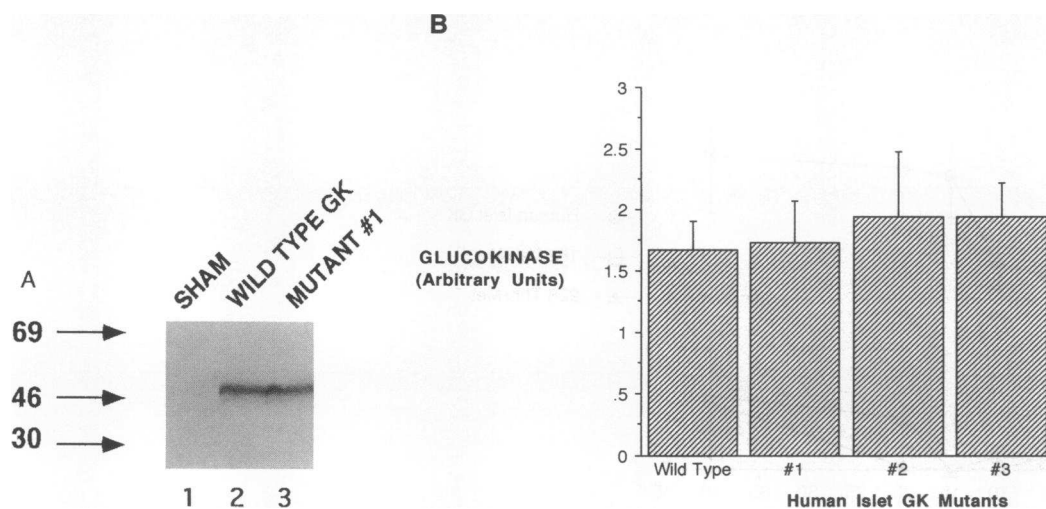 A
SHAM
WILD TYPE GK
MUTANT #1
69
46
30
1 2 3
B
GLUCOKINASE
(Arbitrary Units)
3
2.5
2
1.5
1
.5
0
Wild Type #1 #2 #3
Human Islet GK Mutants